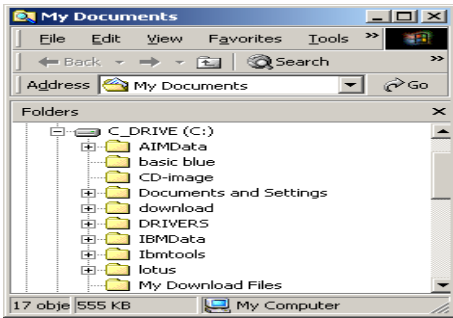 My Documents
File Edit View Favorites Tools »
Back Search »
Address My Documents Go
Folders
C_DRIVE (C:)
AIMData
basic blue
CD-image
Documents and Settings
download
DRIVERS
IBMData
Ibmtools
lotus
My Download Files
17 obje 555 KB My Computer